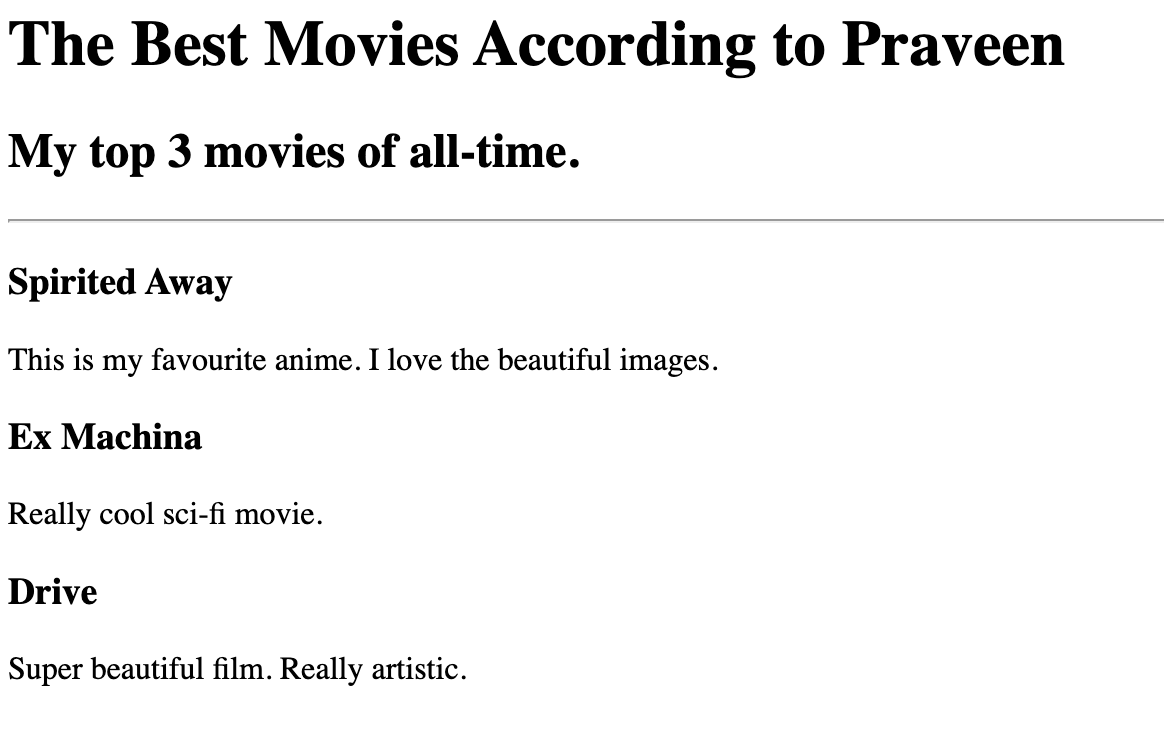 The Best Movies According to Praveen
My top 3 movies of all-time.
Spirited Away
This is my favourite anime. I love the beautiful images.
Ex Machina
Really cool sci-fi movie.
Drive
Super beautiful film. Really artistic.